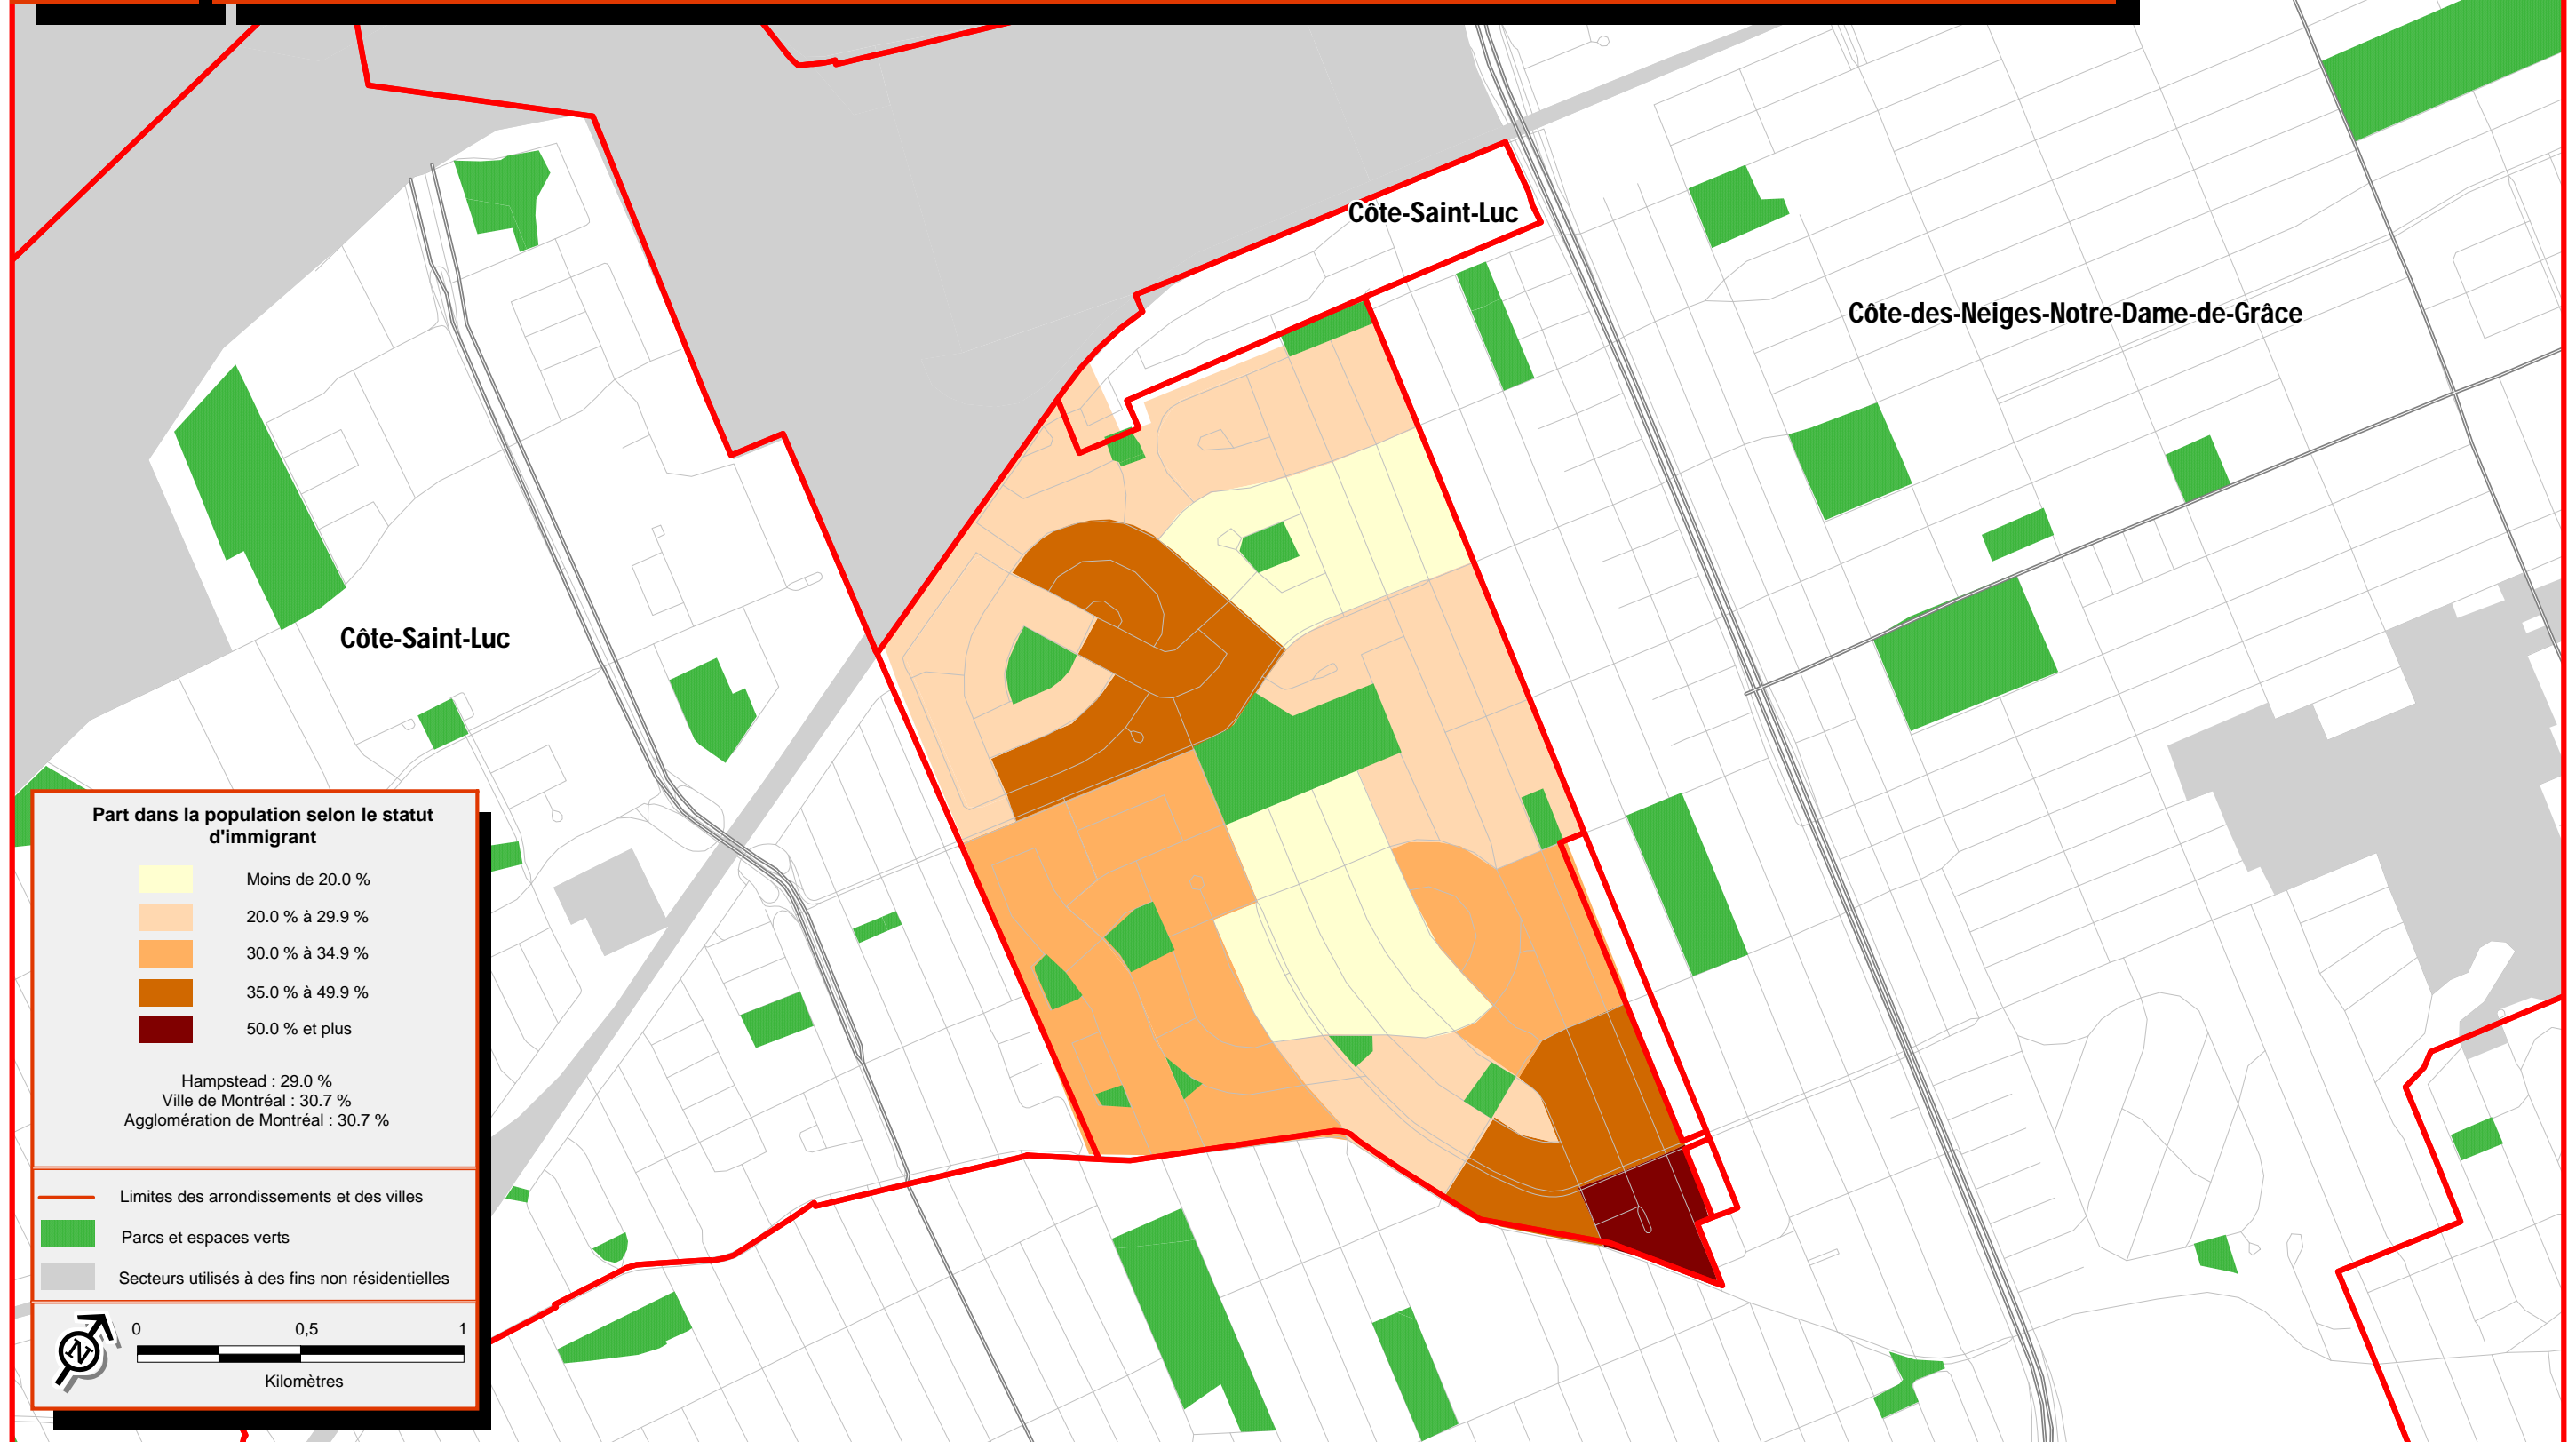 Côte-Saint-Luc
Côte-des-Neiges-Notre-Dame-de-Grâce
Côte-Saint-Luc
Part dans la population selon le statut
d'immigrant
Moins de 20.0 %
20.0 % à 29.9 %
30.0 % à 34.9 %
35.0 % à 49.9 %
50.0 % et plus
Hampstead : 29.0 %
Ville de Montréal : 30.7 %
Agglomération de Montréal : 30.7 %
Limites des arrondissements et des villes
Parcs et espaces verts
Secteurs utilisés à des fins non résidentielles
N
0 0,5 1
Kilomètres